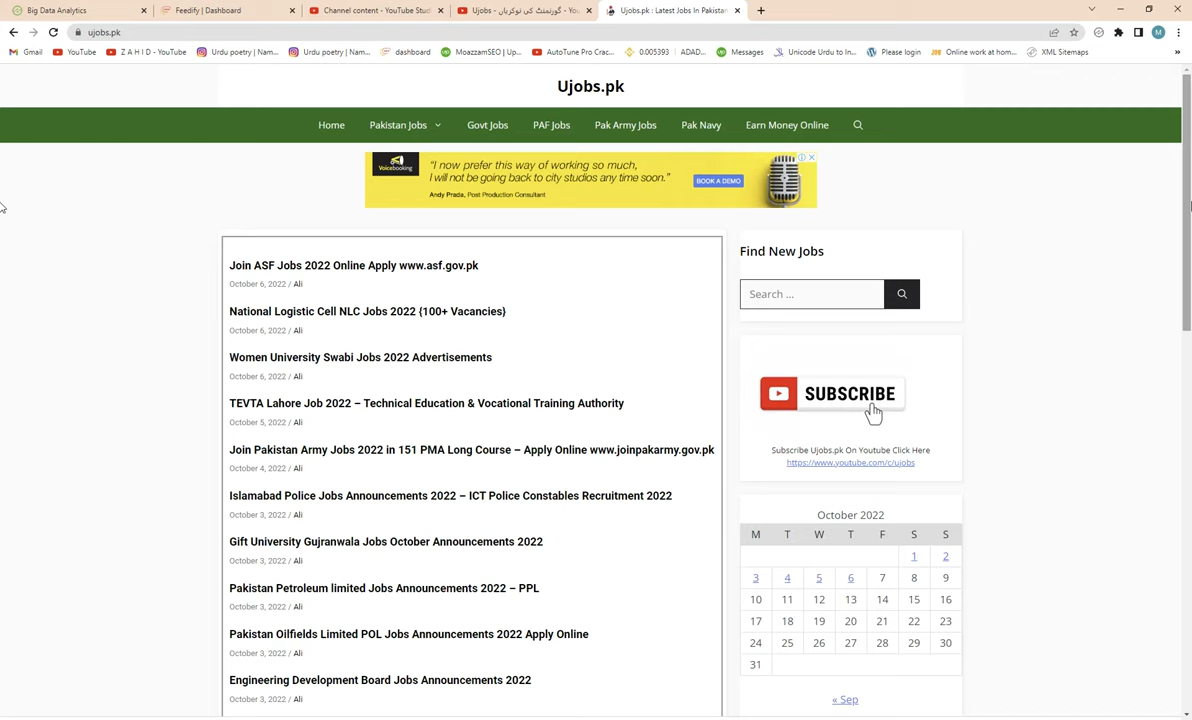 Big Data Analytics
Feedify | Dashboard
Channel content - YouTube Studi
Ujobs - گورنمنٹ کی نوکریاں - You
Ujobs.pk : Latest Jobs In Pakistan
ujobs.pk
Gmail
YouTube
Z A H I D - YouTube
Urdu poetry | Nam...
Urdu poetry | Nam...
dashboard
MoazzamSEO | Up...
AutoTune Pro Crac...
0.005393 | ADAD...
Messages
Unicode Urdu to In...
Please login
Online work at hom...
XML Sitemaps
Ujobs.pk
Home
Pakistan Jobs
Govt Jobs
PAF Jobs
Pak Army Jobs
Pak Navy
Earn Money Online
Voicebooking
“I now prefer this way of working so much,
I will not be going back to city studios any time soon.”
Andy Prada, Post Production Consultant
BOOK A DEMO
Join ASF Jobs 2022 Online Apply www.asf.gov.pk
October 6, 2022 / Ali
National Logistic Cell NLC Jobs 2022 {100+ Vacancies}
October 6, 2022 / Ali
Women University Swabi Jobs 2022 Advertisements
October 6, 2022 / Ali
TEVTA Lahore Job 2022 – Technical Education & Vocational Training Authority
October 5, 2022 / Ali
Join Pakistan Army Jobs 2022 in 151 PMA Long Course – Apply Online www.joinpakarmy.gov.pk
October 4, 2022 / Ali
Islamabad Police Jobs Announcements 2022 – ICT Police Constables Recruitment 2022
October 3, 2022 / Ali
Gift University Gujranwala Jobs October Announcements 2022
October 3, 2022 / Ali
Pakistan Petroleum limited Jobs Announcements 2022 – PPL
October 3, 2022 / Ali
Pakistan Oilfields Limited POL Jobs Announcements 2022 Apply Online
October 3, 2022 / Ali
Engineering Development Board Jobs Announcements 2022
October 3, 2022 / Ali
Find New Jobs
Search ...
SUBSCRIBE
Subscribe Ujobs.pk On Youtube Click Here
https://www.youtube.com/c/ujobs
October 2022
M T W T F S S
1 2
3 4 5 6 7 8 9
10 11 12 13 14 15 16
17 18 19 20 21 22 23
24 25 26 27 28 29 30
31
« Sep